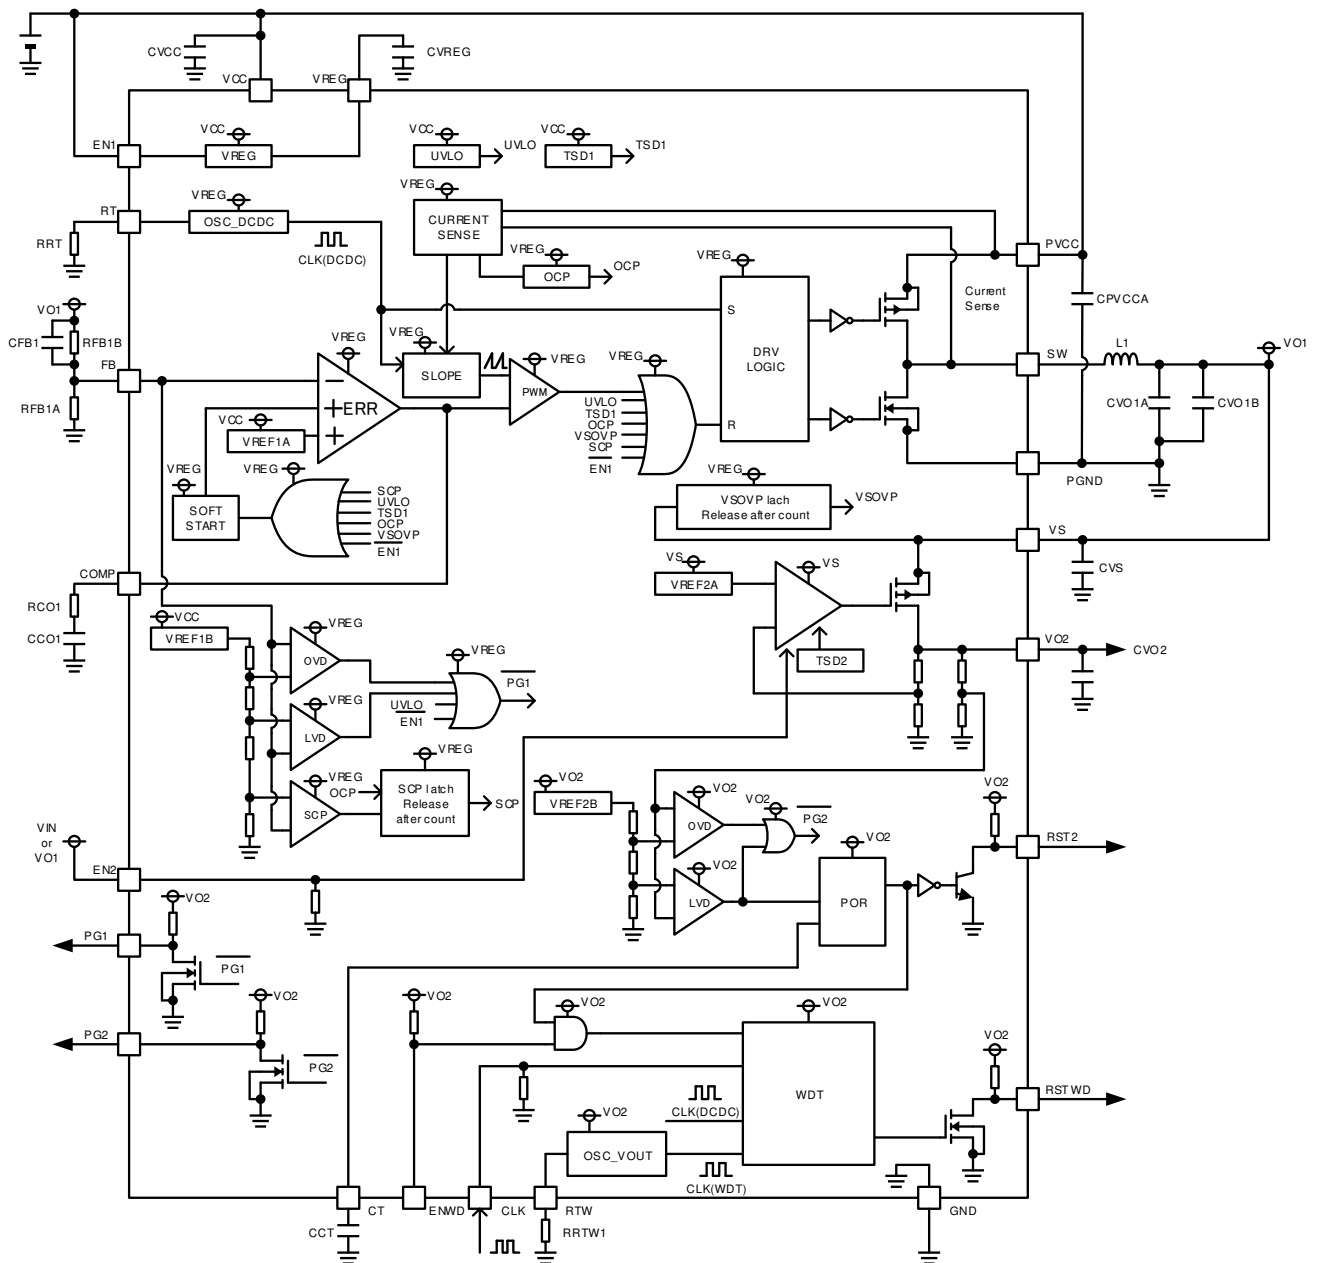 CVCC
CVREG
VCC
VREG
EN1
VCC
VREG
VCC
UVLO
UVLO
VCC
TSD1
TSD1
RT
VREG
OSC_DCDC
CLK(DCDC)
RRT
VREG
CURRENT
SENSE
VREG
OCP
OCP
VREG
DRV
LOGIC
S
R
Current
Sense
PVCC
CPVCCA
VO1
CFB1
RFB1B
FB
RFB1A
VREG
ERR
VCC
VREF1A
VREG
SLOPE
VREG
PWM
VREG
UVLO
TSD1
OCP
VSOVP
SCP
EN1
SW
L1
VO1
CVO1A
CVO1B
PGND
VREG
SOFT
START
VREG
SCP
UVLO
TSD1
OCP
VSOVP
EN1
VREG
VSOVP lach
Release after count
VSOVP
VS
CVS
COMP
RCO1
CCO1
VS
VREF2A
VS
TSD2
VO2
CVO2
VCC
VREF1B
VREG
OVD
VREG
LVD
VREG
SCP
VREG
PG1
UVLO
EN1
OCP
VREG
SCP latch
Release
after count
SCP
VIN
or
VO1
EN2
VO2
VREF2B
VO2
OVD
VO2
LVD
VO2
PG2
VO2
POR
VO2
RST2
VO2
PG1
PG1
VO2
PG2
PG2
VO2
VO2
VO2
WDT
CLK(DCDC)
VO2
OSC_VOUT
CLK(WDT)
VO2
RSTWD
CT
CCT
ENWD
CLK
RTW
RRTW1
GND